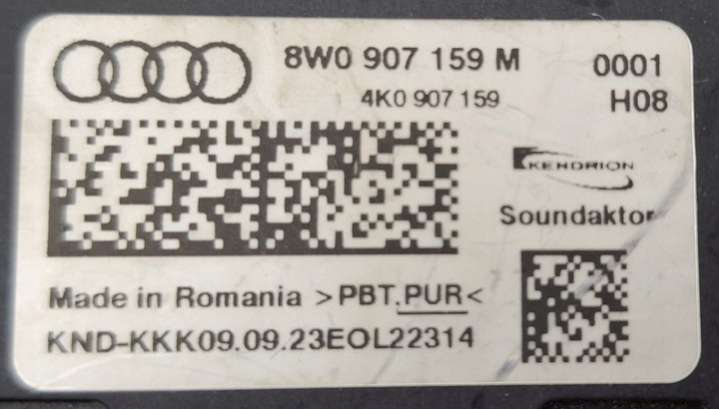 8W0 907 159 M 0001
4K0 907 159 H08
KENDRION
Soundaktor
Made in Romania >PBT.PUR<
KND-KKK09.09.23EOL22314